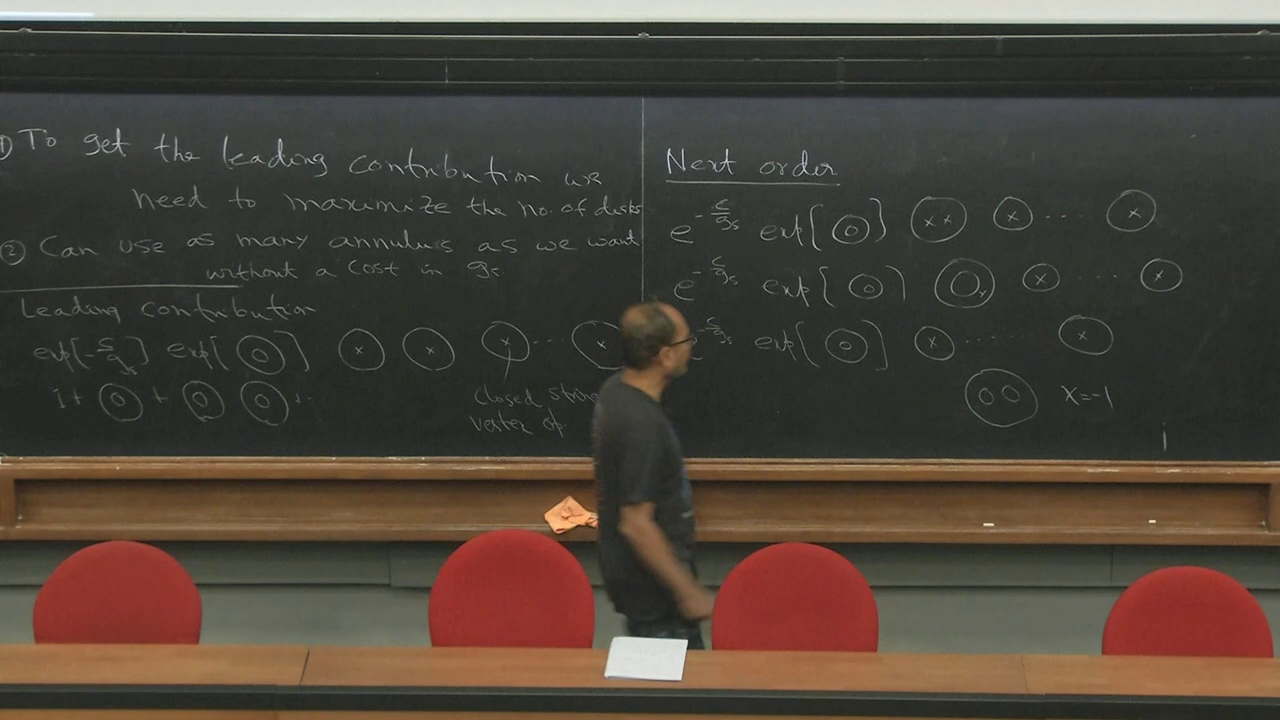 ① To get the leading contribution we
need to maximize the no. of disks
② Can use as many annulus as we want
without a cost in gs
Leading contribution
exp[-C/gs] exp[ ]
1 + + + ..
closed string
vertex op.
Next order
e^{-C/gs} exp{ } ....
e^{-C/gs} exp{ } ....
e^{-C/gs} exp{ } ......
χ=-1